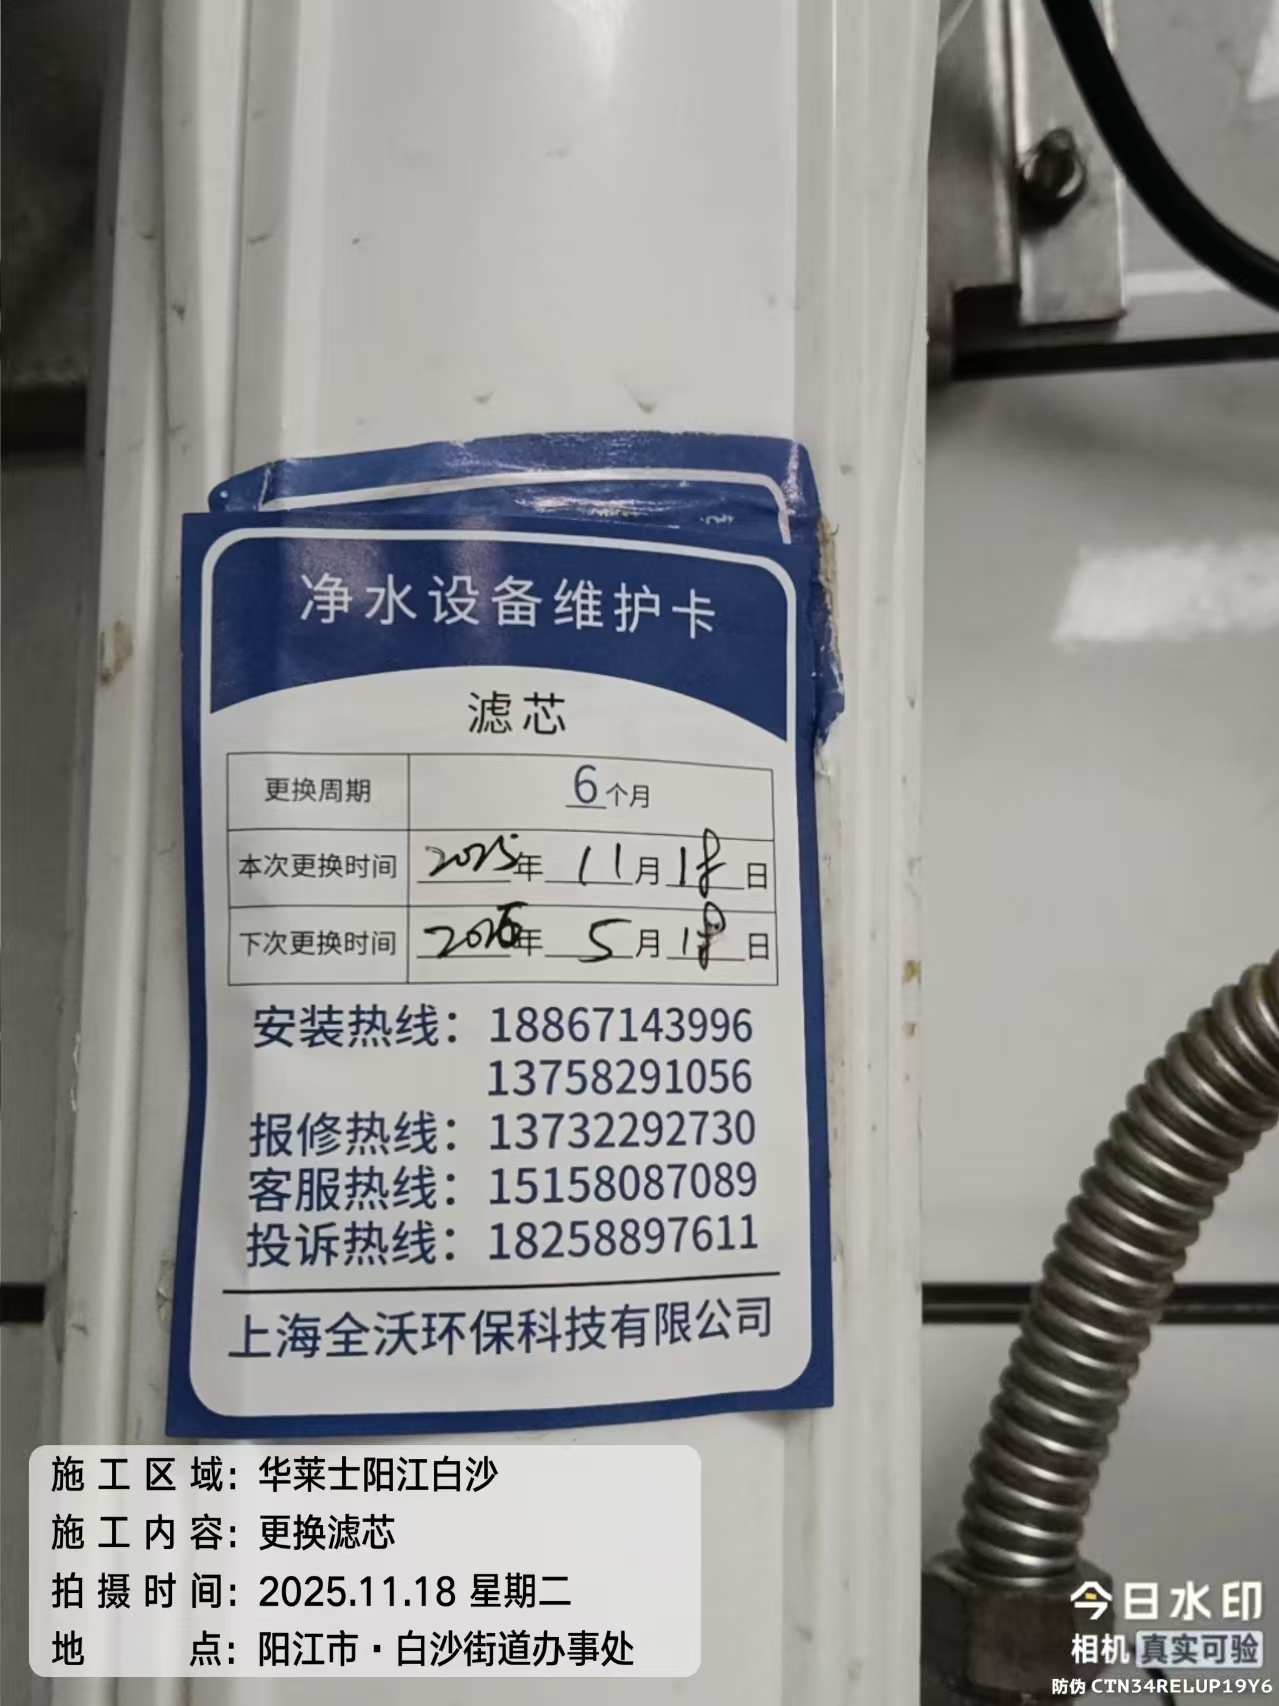 净水设备维护卡
滤芯
更换周期 6个月
本次更换时间 2025年 11月 18日
下次更换时间 2026年 5月 18日
安装热线：18867143996
13758291056
报修热线：13732292730
客服热线：15158087089
投诉热线：18258897611
上海全沃环保科技有限公司
施工区域：华莱士阳江白沙
施工内容：更换滤芯
拍摄时间：2025.11.18 星期二
地点：阳江市·白沙街道办事处
今日水印
相机 真实可验
防伪 CTN34RELUP19Y6